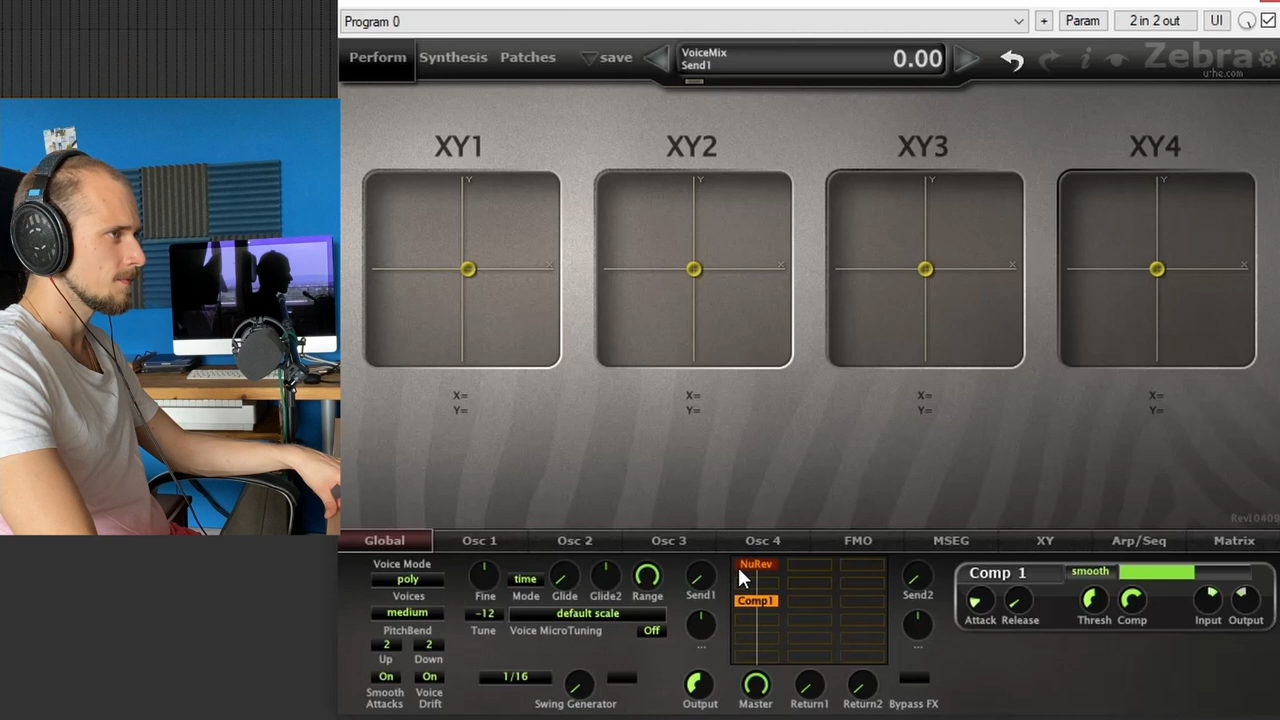 Program 0
+
Param
2 in 2 out
UI
Perform
Synthesis
Patches
save
VoiceMix
Send1
0.00
Zebra
u-he.com
XY1
XY2
XY3
XY4
Y
X
Y
X
Y
X
Y
X
X=
Y=
X=
Y=
X=
Y=
X=
Y=
Global
Osc 1
Osc 2
Osc 3
Osc 4
FMO
MSEG
XY
Arp/Seq
Matrix
Voice Mode
poly
Voices
medium
PitchBend
2
2
Up
Down
On
On
Smooth
Attacks
Voice
Drift
Fine
time
Mode
Glide
Glide2
Range
-12
default scale
Tune
Voice MicroTuning
Off
1/16
Swing Generator
Send1
...
Output
NuRev
Comp1
Master
Return1
Return2
Send2
...
Bypass FX
Comp 1
smooth
Attack
Release
Thresh
Comp
Input
Output